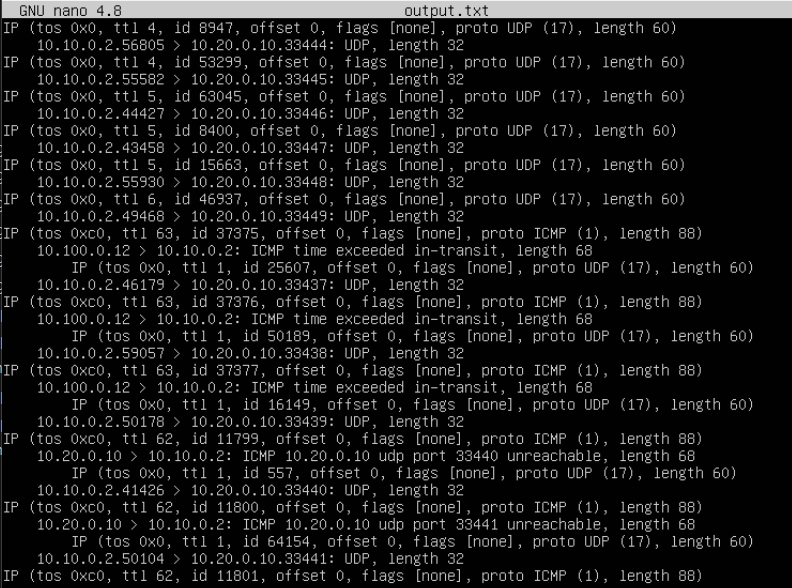 GNU nano 4.8 output.txt
IP (tos 0x0, ttl 4, id 8947, offset 0, flags [none], proto UDP (17), length 60)
10.10.0.2.56805 > 10.20.0.10.33444: UDP, length 32
IP (tos 0x0, ttl 4, id 53299, offset 0, flags [none], proto UDP (17), length 60)
10.10.0.2.55582 > 10.20.0.10.33445: UDP, length 32
IP (tos 0x0, ttl 5, id 63045, offset 0, flags [none], proto UDP (17), length 60)
10.10.0.2.44427 > 10.20.0.10.33446: UDP, length 32
IP (tos 0x0, ttl 5, id 8400, offset 0, flags [none], proto UDP (17), length 60)
10.10.0.2.43458 > 10.20.0.10.33447: UDP, length 32
IP (tos 0x0, ttl 5, id 15663, offset 0, flags [none], proto UDP (17), length 60)
10.10.0.2.55930 > 10.20.0.10.33448: UDP, length 32
IP (tos 0x0, ttl 6, id 46937, offset 0, flags [none], proto UDP (17), length 60)
10.10.0.2.49468 > 10.20.0.10.33449: UDP, length 32
IP (tos 0xc0, ttl 63, id 37375, offset 0, flags [none], proto ICMP (1), length 88)
10.100.0.12 > 10.10.0.2: ICMP time exceeded in-transit, length 68
IP (tos 0x0, ttl 1, id 25607, offset 0, flags [none], proto UDP (17), length 60)
10.10.0.2.46179 > 10.20.0.10.33437: UDP, length 32
IP (tos 0xc0, ttl 63, id 37376, offset 0, flags [none], proto ICMP (1), length 88)
10.100.0.12 > 10.10.0.2: ICMP time exceeded in-transit, length 68
IP (tos 0x0, ttl 1, id 50189, offset 0, flags [none], proto UDP (17), length 60)
10.10.0.2.59057 > 10.20.0.10.33438: UDP, length 32
IP (tos 0xc0, ttl 63, id 37377, offset 0, flags [none], proto ICMP (1), length 88)
10.100.0.12 > 10.10.0.2: ICMP time exceeded in-transit, length 68
IP (tos 0x0, ttl 1, id 16149, offset 0, flags [none], proto UDP (17), length 60)
10.10.0.2.50178 > 10.20.0.10.33439: UDP, length 32
IP (tos 0xc0, ttl 62, id 11799, offset 0, flags [none], proto ICMP (1), length 88)
10.20.0.10 > 10.10.0.2: ICMP 10.20.0.10 udp port 33440 unreachable, length 68
IP (tos 0x0, ttl 1, id 557, offset 0, flags [none], proto UDP (17), length 60)
10.10.0.2.41426 > 10.20.0.10.33440: UDP, length 32
IP (tos 0xc0, ttl 62, id 11800, offset 0, flags [none], proto ICMP (1), length 88)
10.20.0.10 > 10.10.0.2: ICMP 10.20.0.10 udp port 33441 unreachable, length 68
IP (tos 0x0, ttl 1, id 64154, offset 0, flags [none], proto UDP (17), length 60)
10.10.0.2.50104 > 10.20.0.10.33441: UDP, length 32
IP (tos 0xc0, ttl 62, id 11801, offset 0, flags [none], proto ICMP (1), length 88)